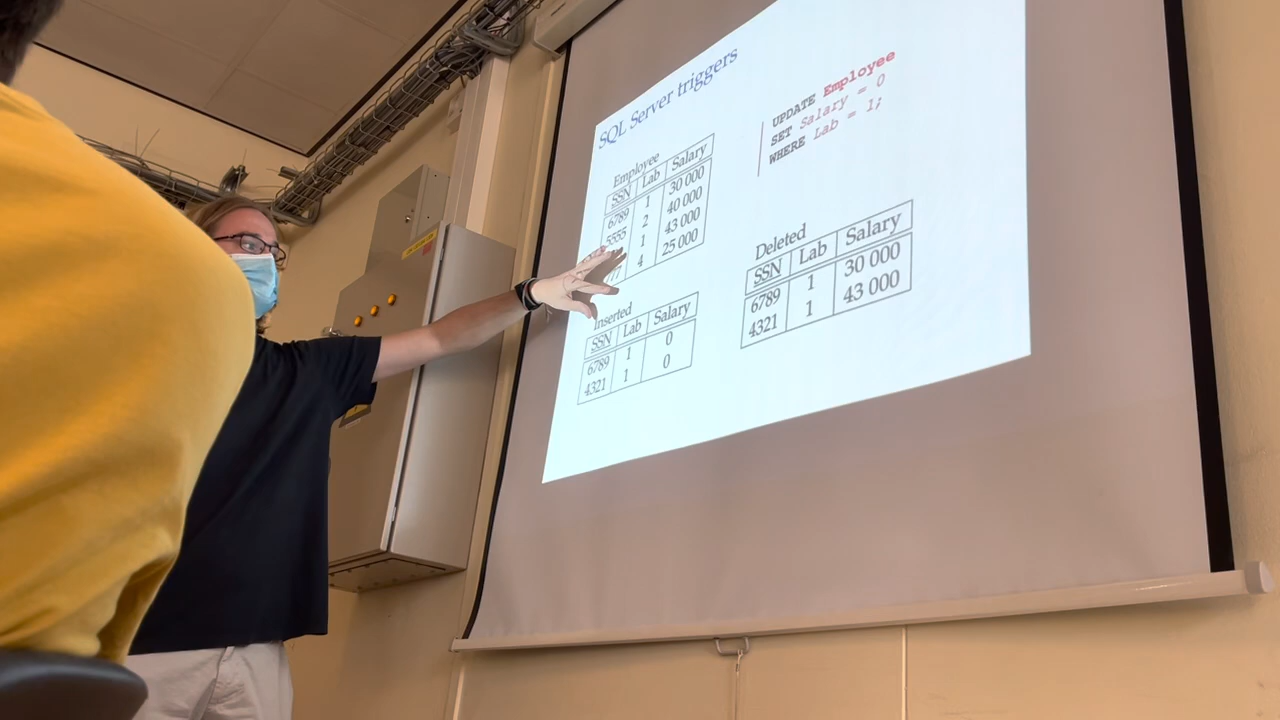 SQL Server triggers
UPDATE Employee
SET Salary = 0
WHERE Lab = 1;
Employee
SSN Lab Salary
6789 1 30 000
5555 2 40 000
1 43 000
4 25 000
Deleted
SSN Lab Salary
6789 1 30 000
4321 1 43 000
Inserted
SSN Lab Salary
6789 1 0
4321 1 0